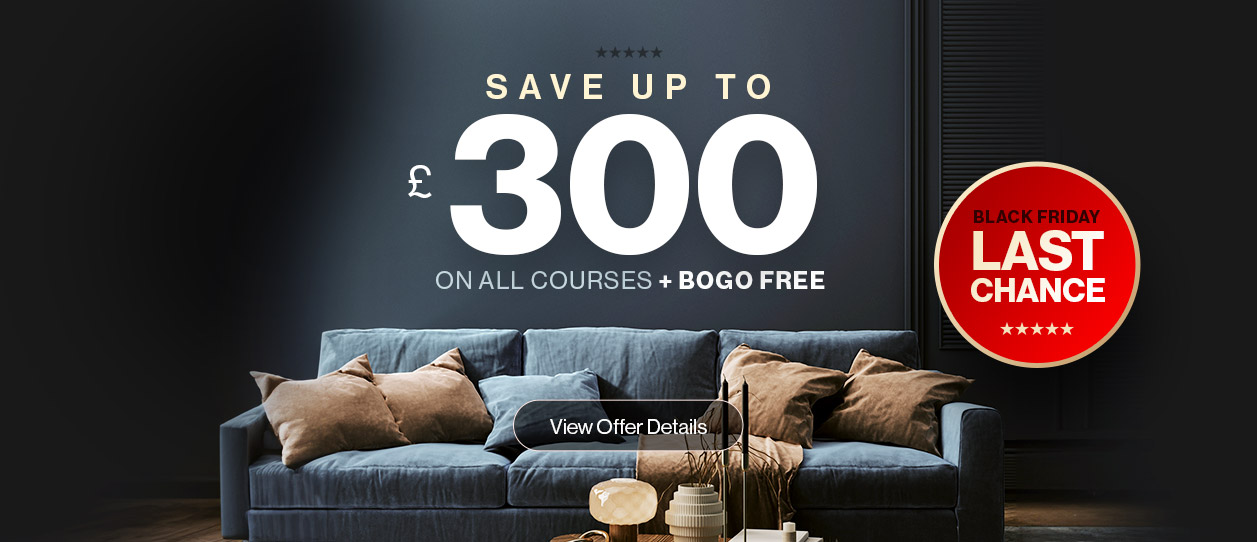 ★★★★★
SAVE UP TO
£300
ON ALL COURSES + BOGO FREE
BLACK FRIDAY
LAST
CHANCE
★★★★★
View Offer Details